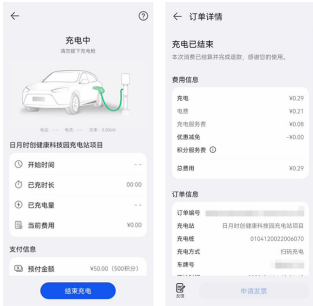 充电中
请勿拔下充电枪
功率: 0.00kW
日月时创健康科技园充电站项目
开始时间 --
已充时长 00:00
已充电量 --
当前费用 ¥0.00
支付信息
预付金额 ¥50.00 (500积分)
结束充电
订单详情
充电已结束
本次消费已结算并完成退款, 感谢您的使用。
费用信息
充电 ¥0.29
电费 ¥0.21
充电服务费 ¥0.08
优惠减免 -¥0.00
积分服务费
总费用 ¥0.29
订单信息
订单编号
充电站 日月时创健康科技园充电站项目
充电桩 01041200220060​70
充电方式 扫码充电
车牌号
反馈
申请发票